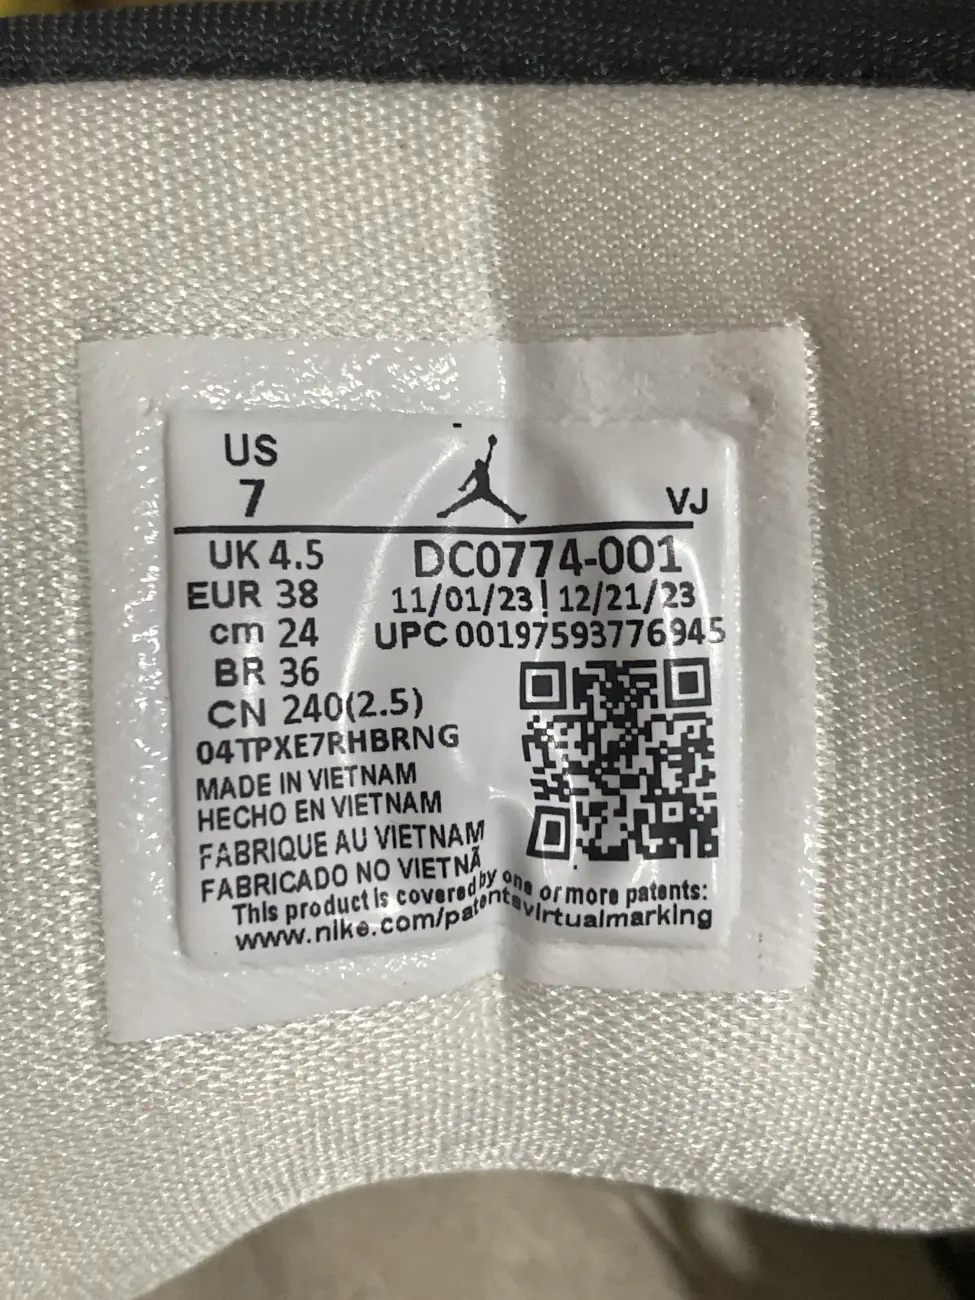 US
7
VJ
UK 4.5
DC0774-001
EUR 38
11/01/23 | 12/21/23
cm 24
UPC 00197593776945
BR 36
CN 240(2.5)
04TPXE7RHBRNG
MADE IN VIETNAM
HECHO EN VIETNAM
FABRIQUE AU VIETNAM
FABRICADO NO VIETNÃ
This product is covered by one or more patents:
www.nike.com/patentsvirtualmarking